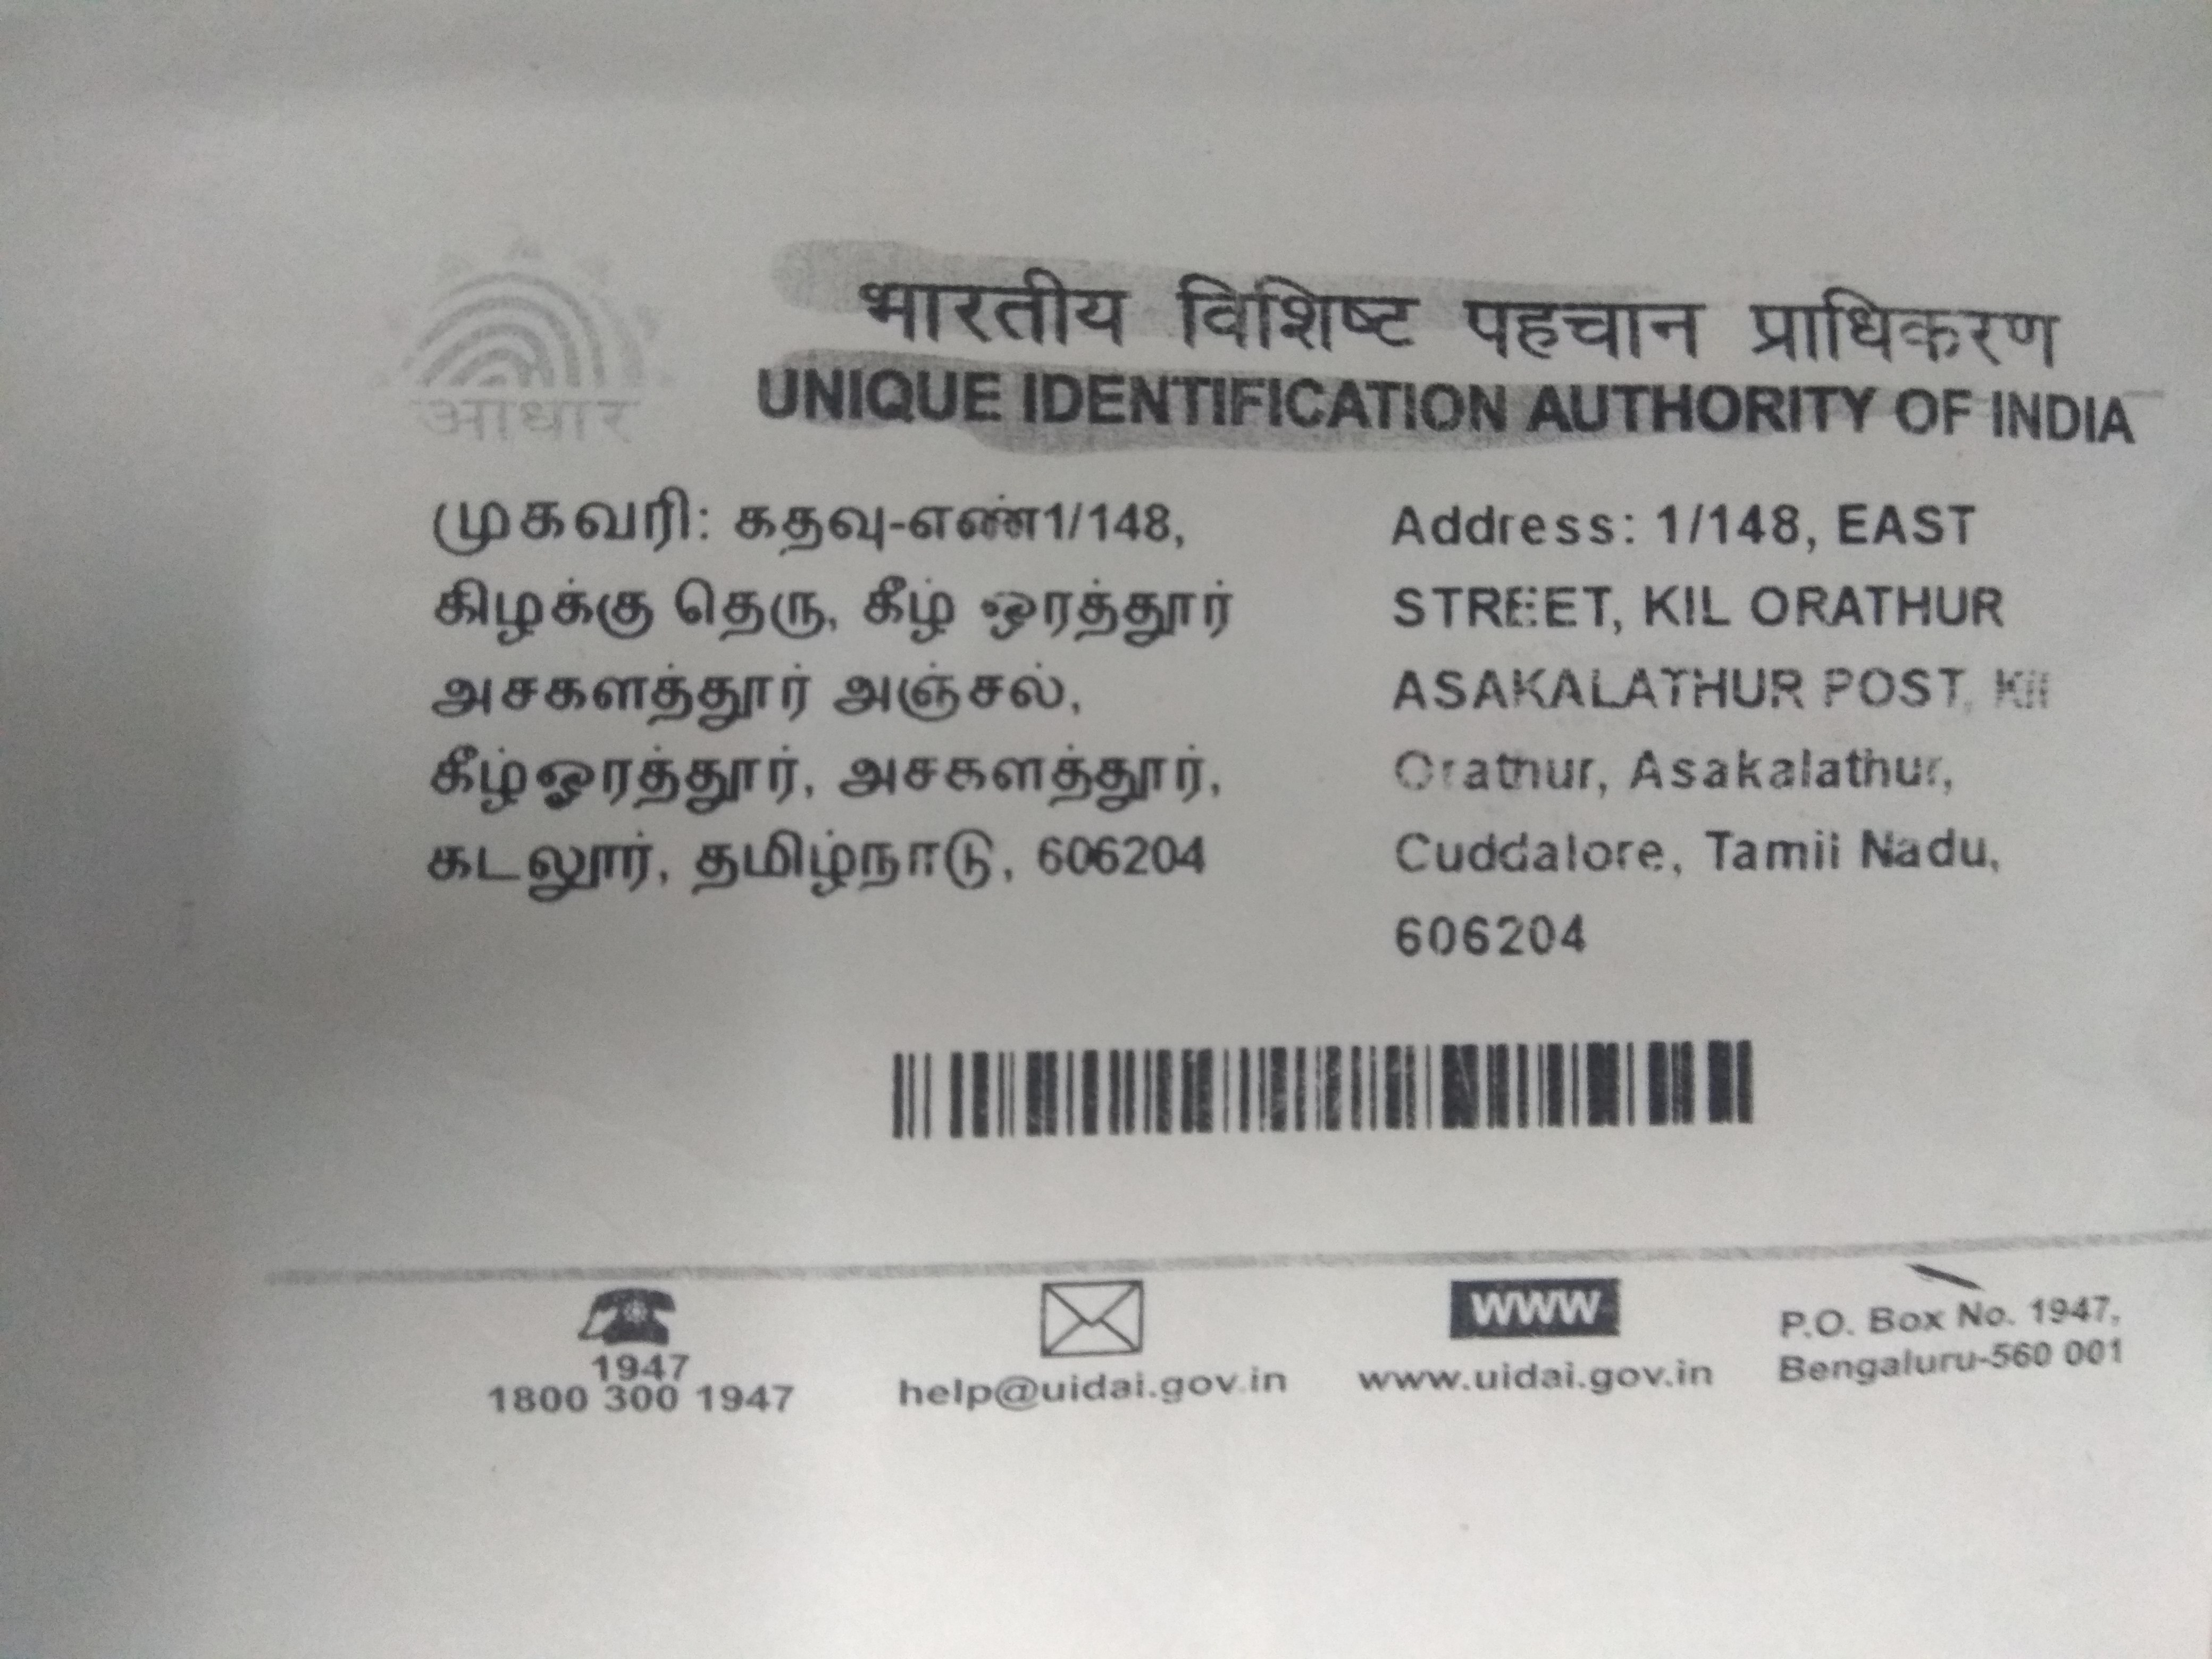 आधार
भारतीय विशिष्ट पहचान प्राधिकरण
UNIQUE IDENTIFICATION AUTHORITY OF INDIA
முகவரி: கதவு-எண்1/148,
கிழக்கு தெரு, கீழ் ஒரத்தூர்
அசகளத்தூர் அஞ்சல்,
கீழ்ஓரத்தூர், அசகளத்தூர்,
கடலூர், தமிழ்நாடு, 606204
Address: 1/148, EAST
STREET, KIL ORATHUR
ASAKALATHUR POST, Kil
Orathur, Asakalathur,
Cuddalore, Tamil Nadu,
606204
1947
1800 300 1947
help@uidai.gov.in
www
www.uidai.gov.in
P.O. Box No. 1947,
Bengaluru-560 001